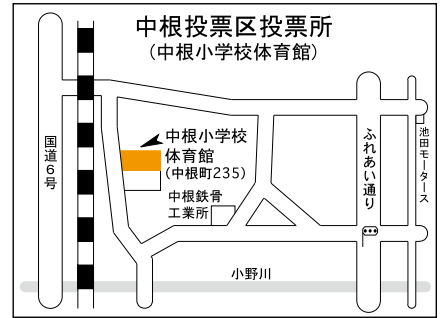 中根投票区投票所
(中根小学校体育館)
国道6号
中根小学校
体育館
(中根町235)
中根鉄骨
工業所
ふれあい通り
池田モータース
小野川